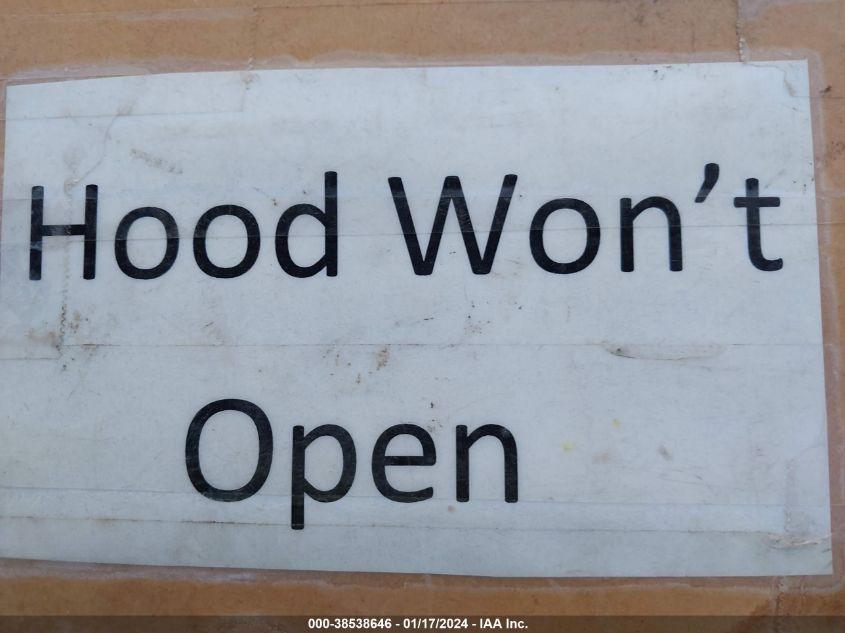 Hood Won’t
Open
000-38538646 - 01/17/2024 - IAA Inc.